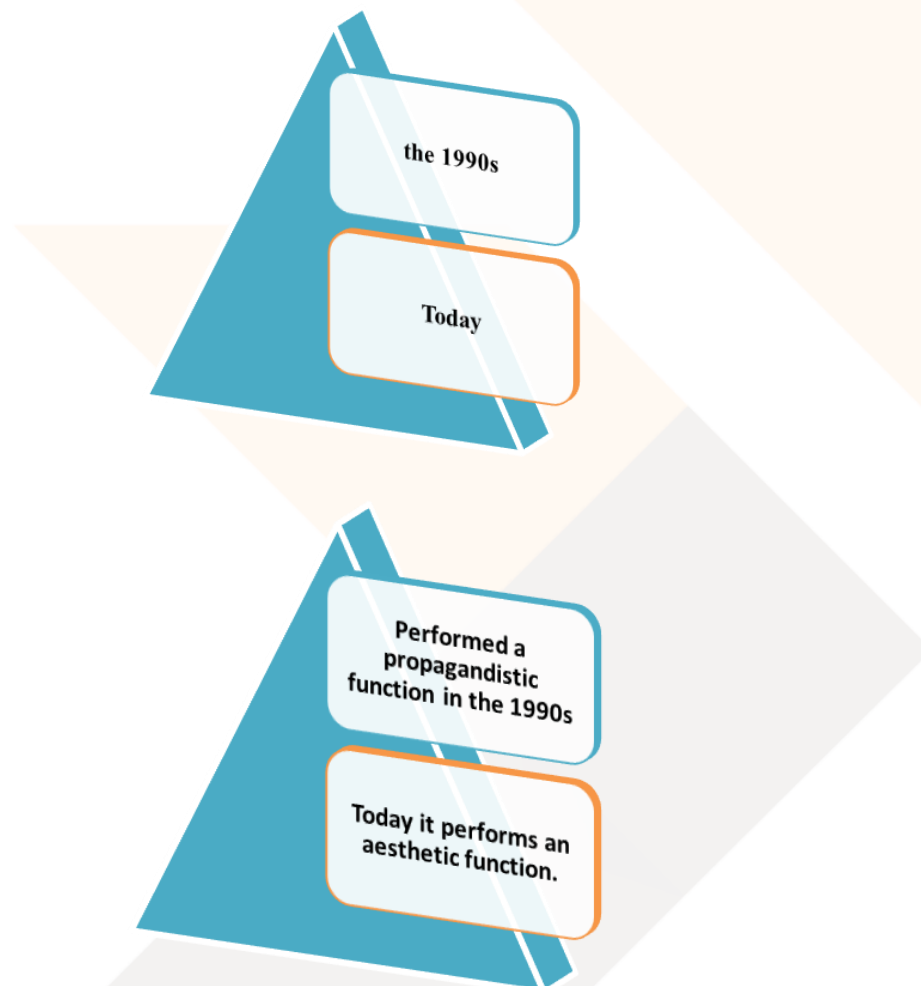 the 1990s
Today
Performed a
propagandistic
function in the 1990s
Today it performs an
aesthetic function.